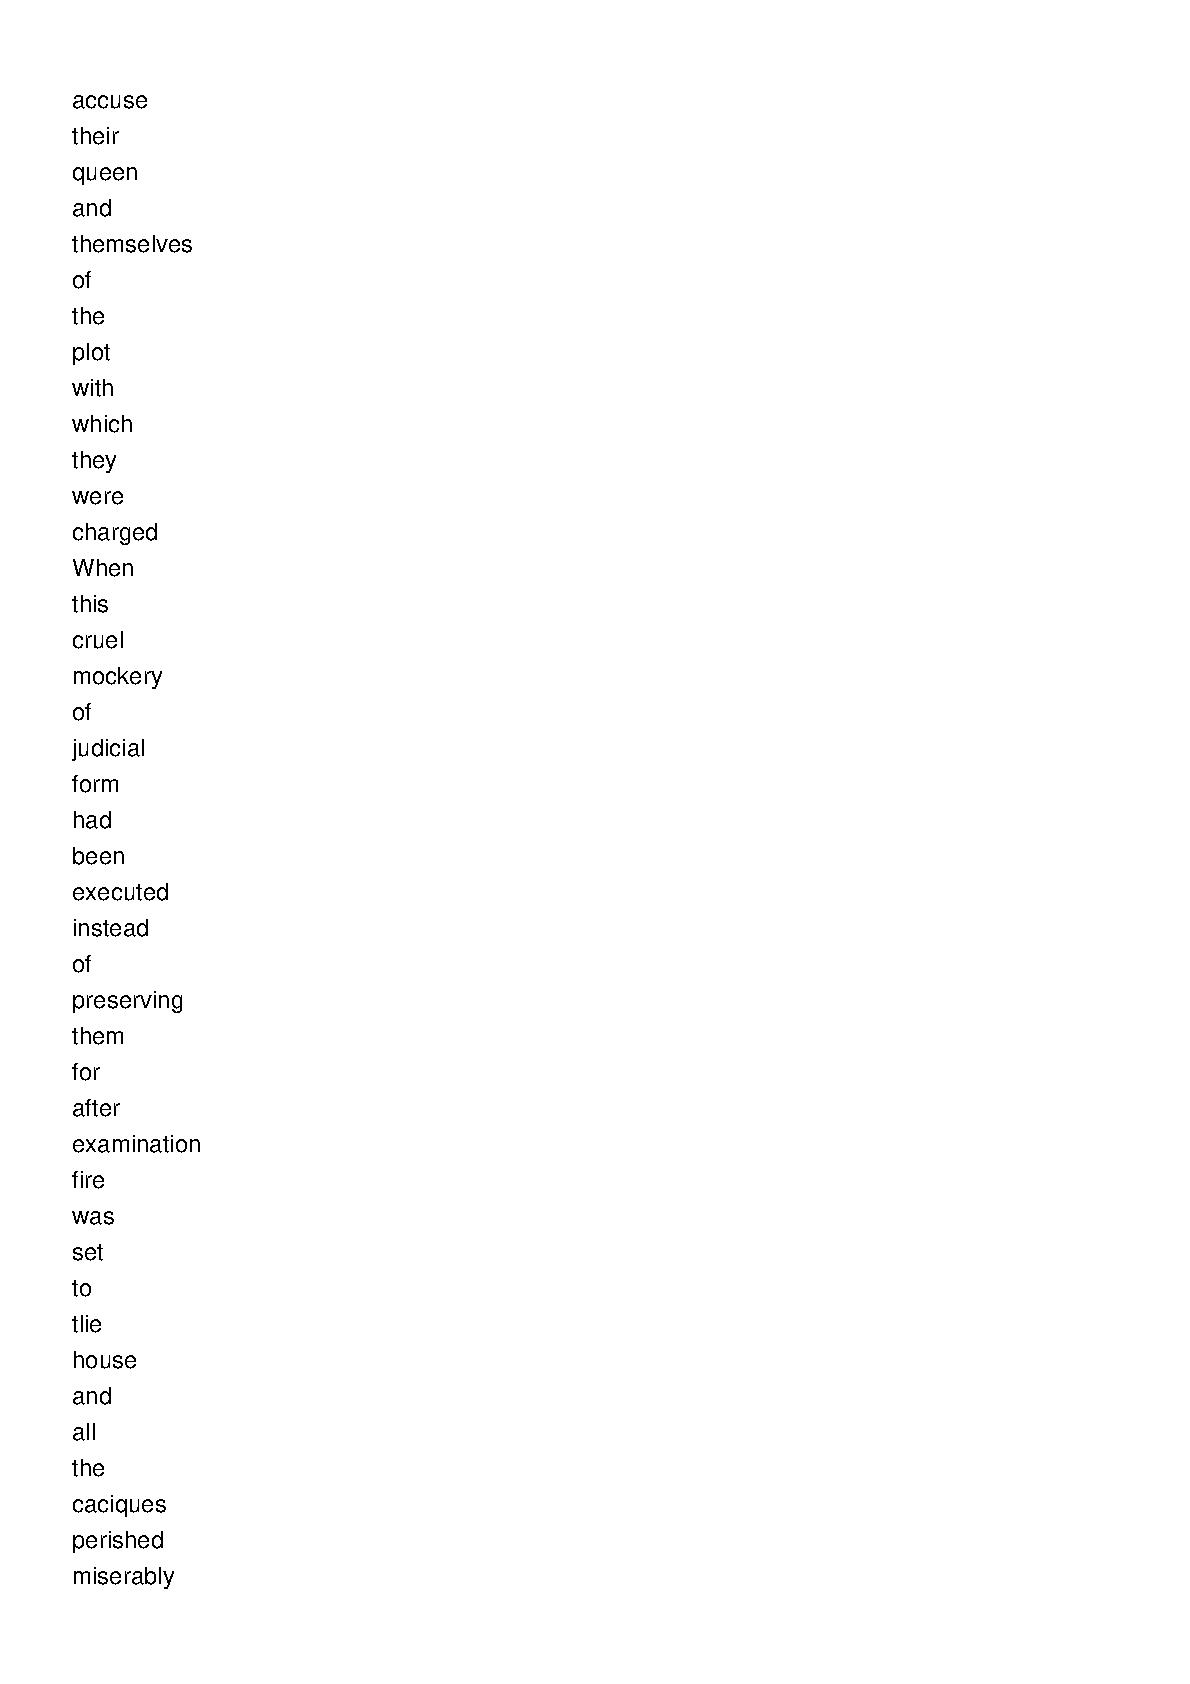 accuse
their
queen
and
themselves
of
the
plot
with
which
they
were
charged
When
this
cruel
mockery
of
judicial
form
had
been
executed
instead
of
preserving
them
for
after
examination
fire
was
set
to
tlie
house
and
all
the
caciques
perished
miserably